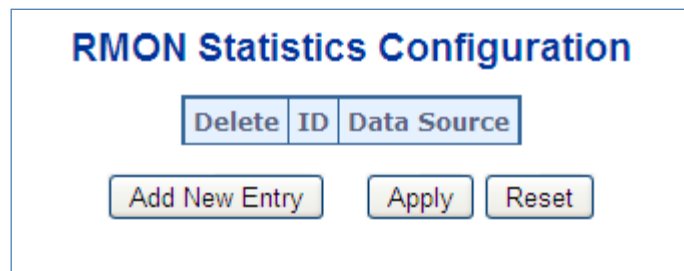 RMON Statistics Configuration
Delete ID Data Source
Add New Entry Apply Reset